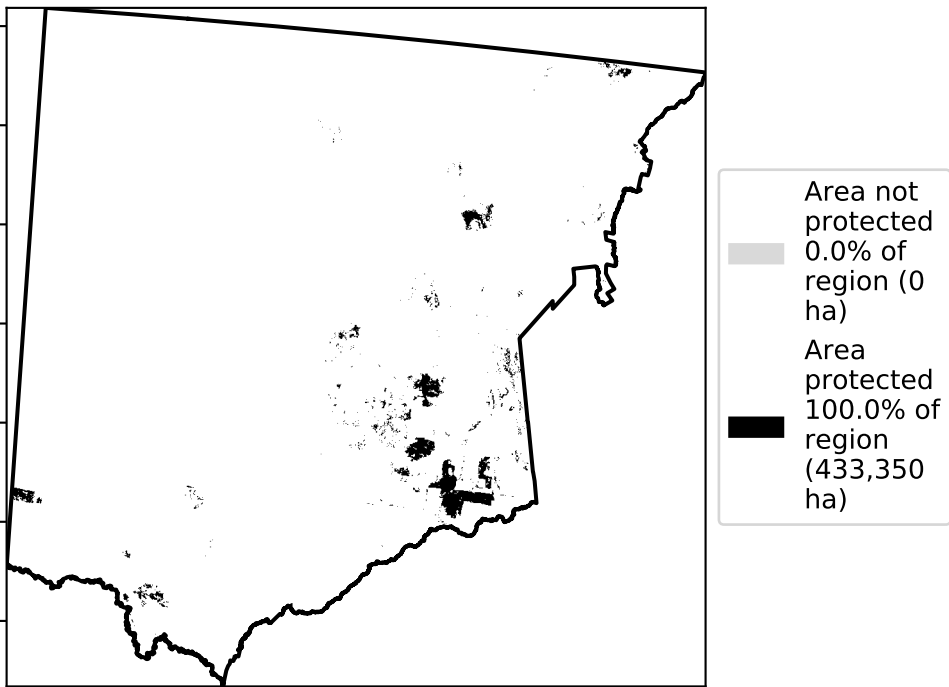 Area not
protected
0.0% of
region (0
ha)
Area
protected
100.0% of
region
(433,350
ha)